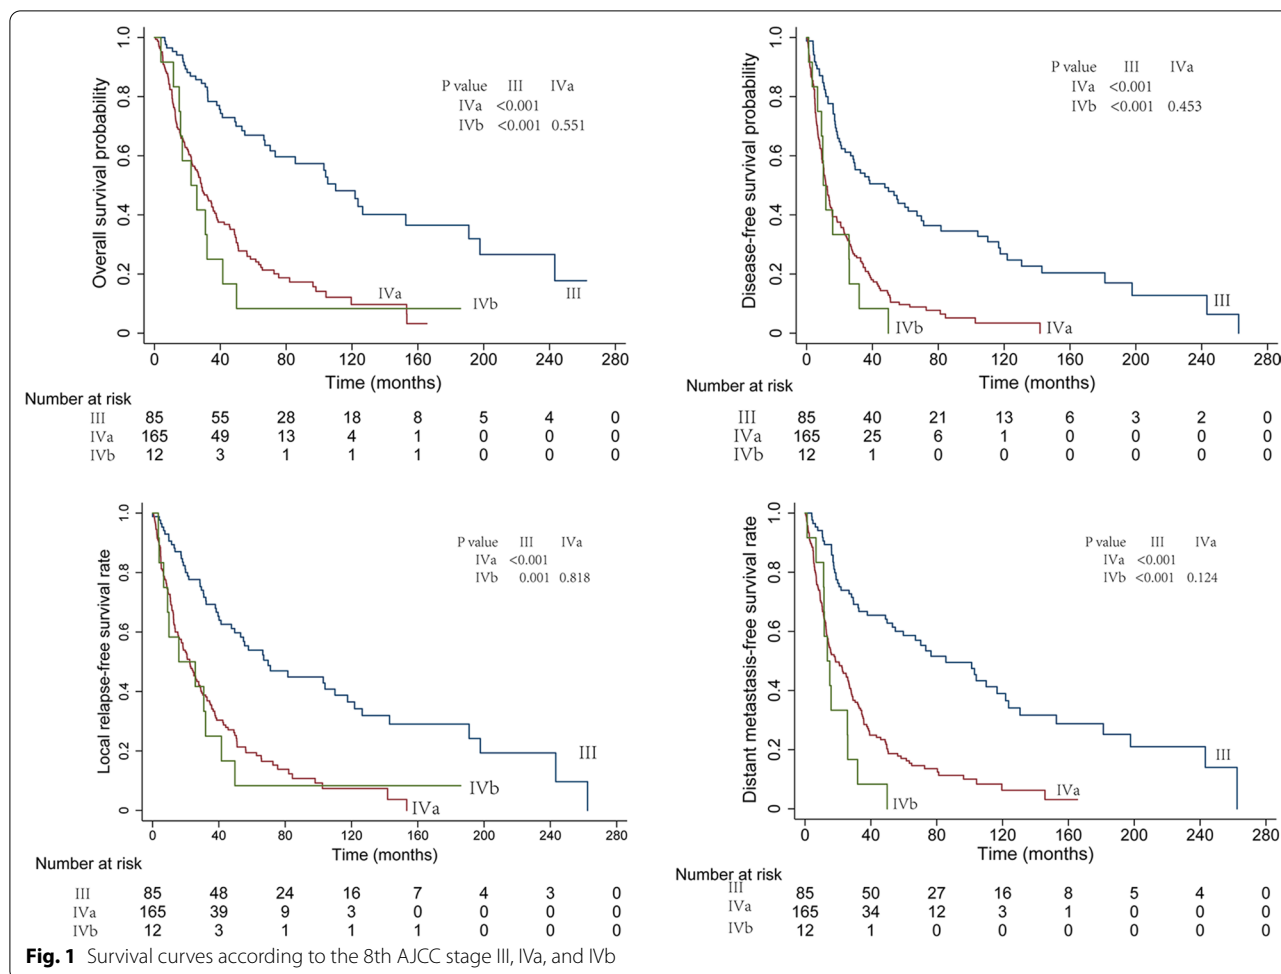 Overall survival probability
1.0
0.8
0.6
0.4
0.2
0
P value III IVa
IVa <0.001
IVb <0.001 0.551
IVa
IVb
III
0 40 80 120 160 200 240 280
Time (months)
Number at risk
III 85 55 28 18 8 5 4 0
IVa 165 49 13 4 1 0 0 0
IVb 12 3 1 1 1 0 0 0
Disease-free survival probability
1.0
0.8
0.6
0.4
0.2
0
P value III IVa
IVa <0.001
IVb <0.001 0.453
III
IVb
IVa
0 40 80 120 160 200 240 280
Time (months)
Number at risk
III 85 40 21 13 6 3 2 0
IVa 165 25 6 1 0 0 0 0
IVb 12 1 0 0 0 0 0 0
Local relapse-free survival rate
1.0
0.8
0.6
0.4
0.2
0
P value III IVa
IVa <0.001
IVb 0.001 0.818
III
IVb
IVa
0 40 80 120 160 200 240 280
Time (months)
Number at risk
III 85 48 24 16 7 4 3 0
IVa 165 39 9 3 0 0 0 0
IVb 12 3 1 1 1 0 0 0
Distant metastasis-free survival rate
1.0
0.8
0.6
0.4
0.2
0
P value III IVa
IVa <0.001
IVb <0.001 0.124
III
IVa
IVb
0 40 80 120 160 200 240 280
Time (months)
Number at risk
III 85 50 27 16 8 5 4 0
IVa 165 34 12 3 1 0 0 0
IVb 12 1 0 0 0 0 0 0
Fig. 1 Survival curves according to the 8th AJCC stage III, IVa, and IVb